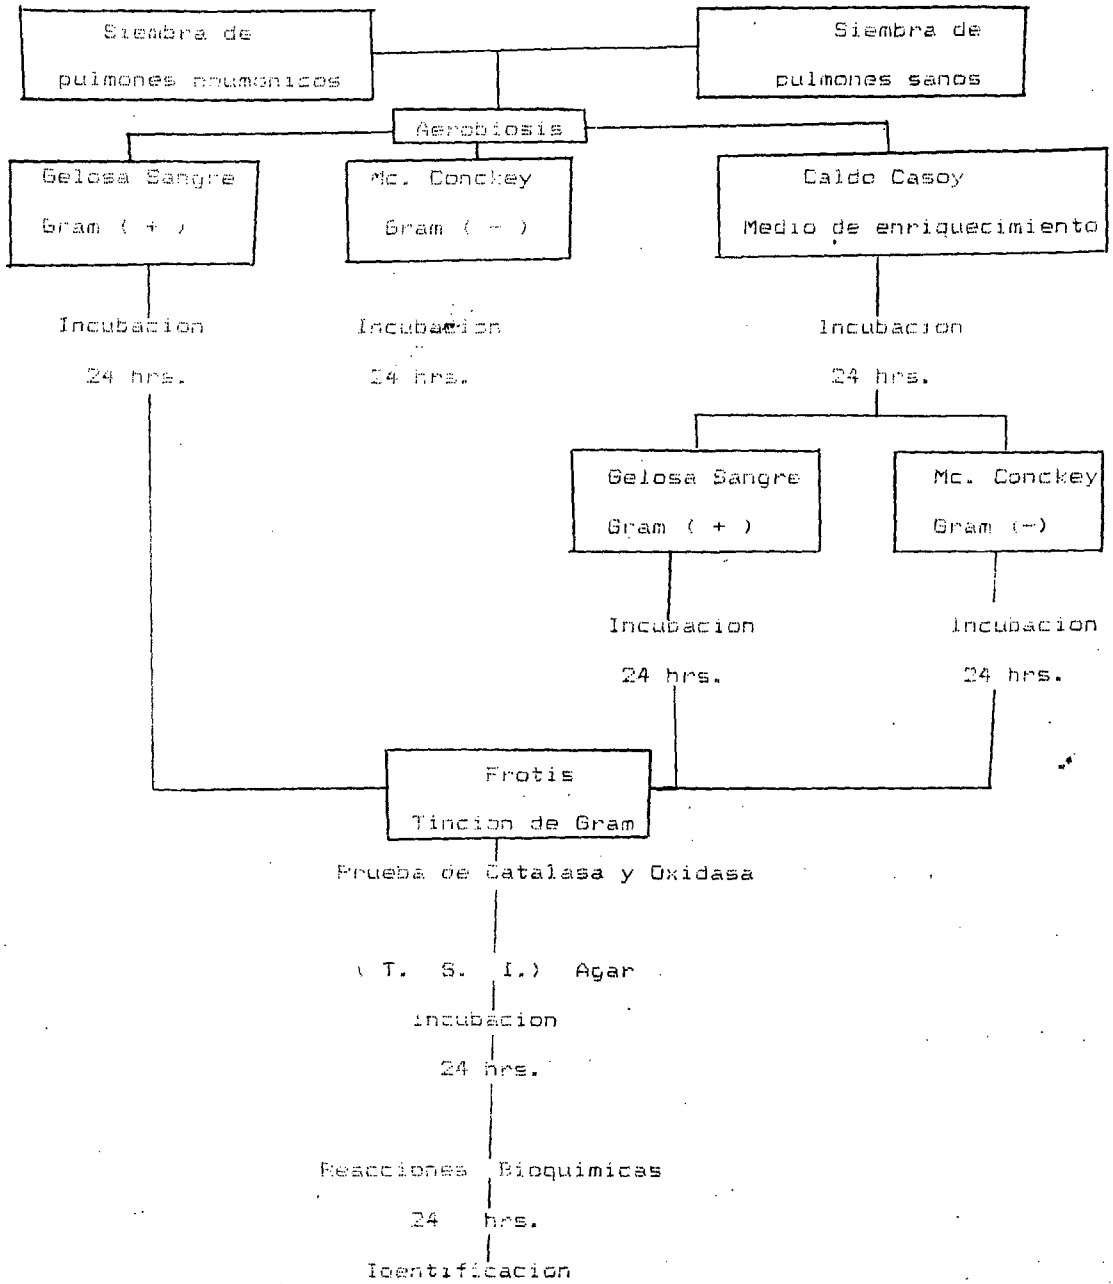 Siembra de
pulmones neumonicos
Siembra de
pulmones sanos
Aerobiosis
Gelosa Sangre
Gram ( + )
Mc. Conckey
Gram ( - )
Caldo Casoy
Medio de enriquecimiento
Incubacion
24 hrs.
Incubacion
24 hrs.
Incubacion
24 hrs.
Gelosa Sangre
Gram ( + )
Mc. Conckey
Gram (-)
Incubacion
24 hrs.
Incubacion
24 hrs.
Frotis
Tincion de Gram
Prueba de Catalasa y Oxidasa
( T. S. I.) Agar
incubacion
24 hrs.
Reacciones Bioquimicas
24 hrs.
Identificacion